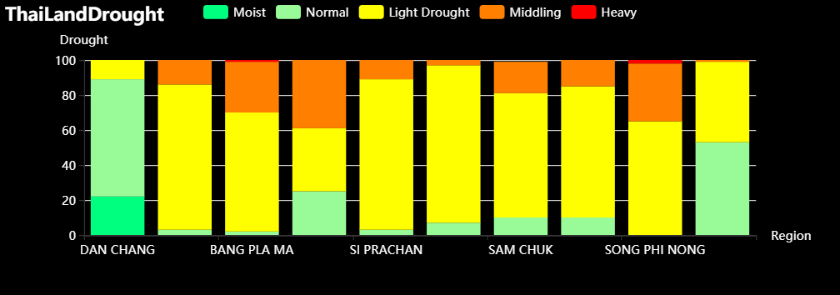 ThaiLandDrought
Moist Normal Light Drought Middling Heavy
Drought
100
80
60
40
20
0
DAN CHANG BANG PLA MA SI PRACHAN SAM CHUK SONG PHI NONG
Region